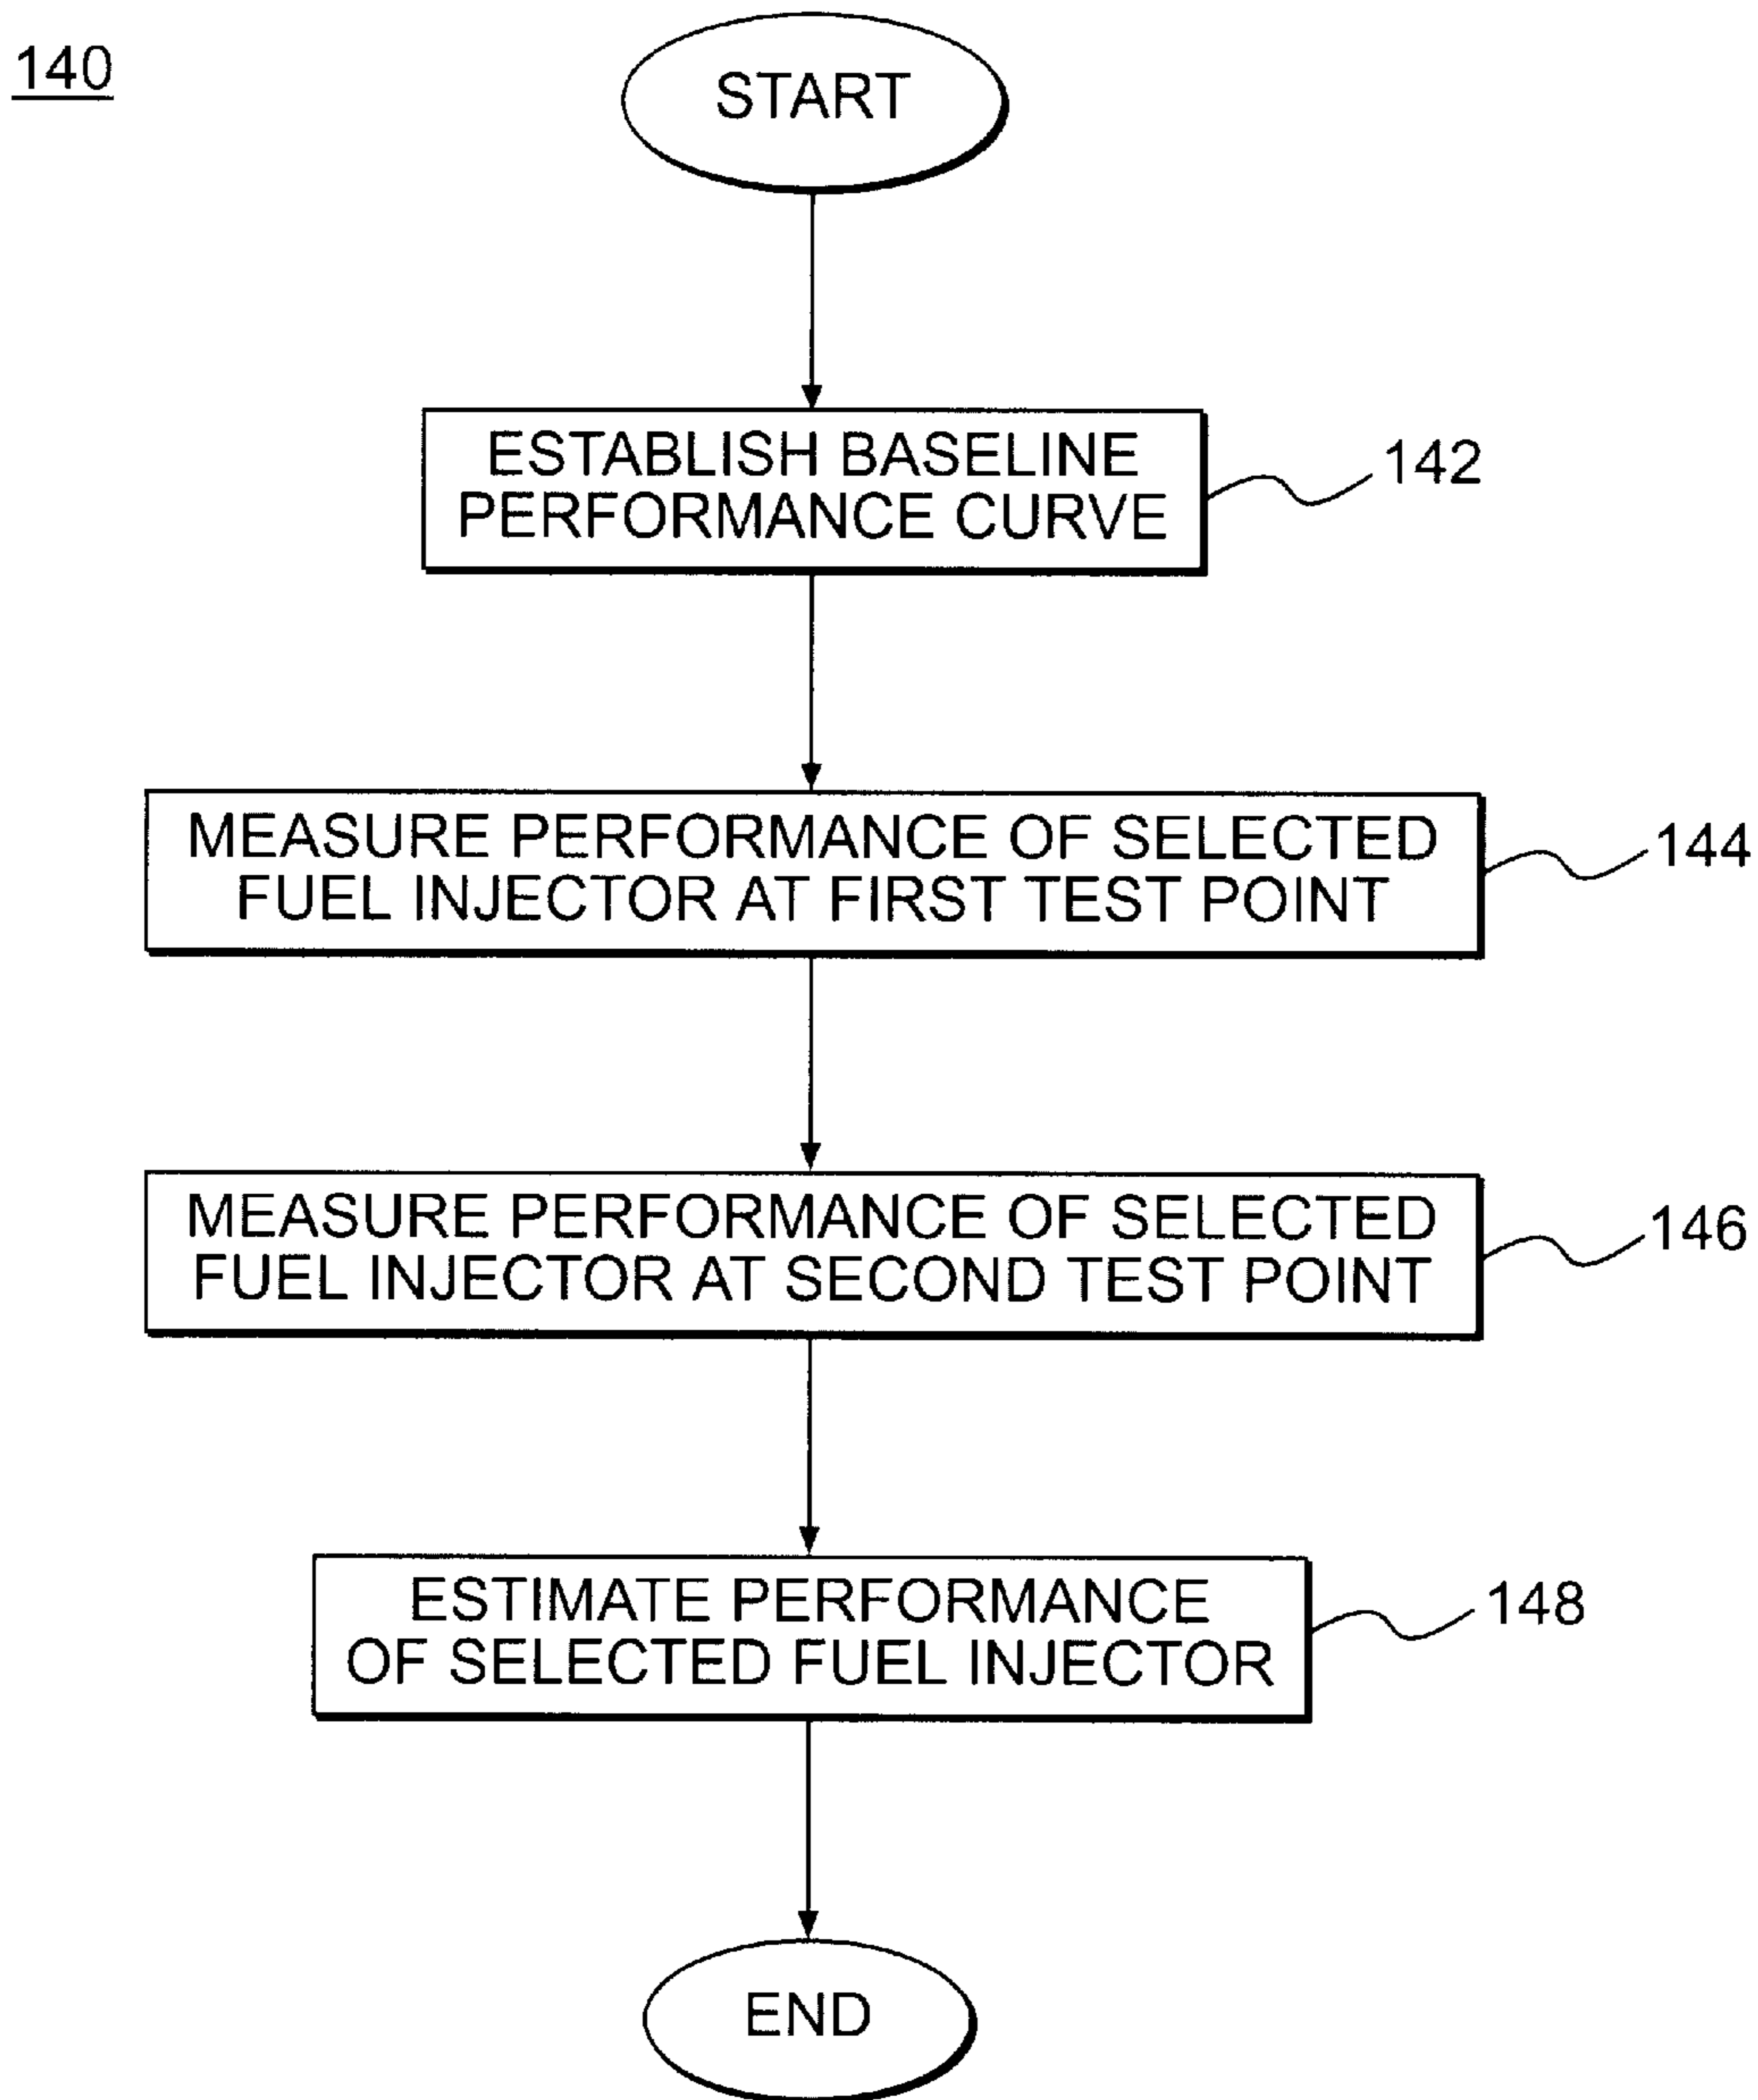 140
START
ESTABLISH BASELINE
PERFORMANCE CURVE
142
MEASURE PERFORMANCE OF SELECTED
FUEL INJECTOR AT FIRST TEST POINT
144
MEASURE PERFORMANCE OF SELECTED
FUEL INJECTOR AT SECOND TEST POINT
146
ESTIMATE PERFORMANCE
OF SELECTED FUEL INJECTOR
148
END